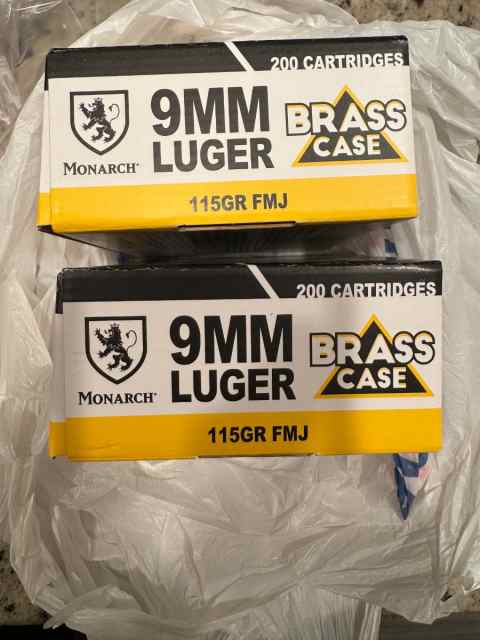 200 CARTRIDGES
9MM
LUGER
BRASS
CASE
MONARCH
115GR FMJ
200 CARTRIDGES
9MM
LUGER
BRASS
CASE
MONARCH
115GR FMJ